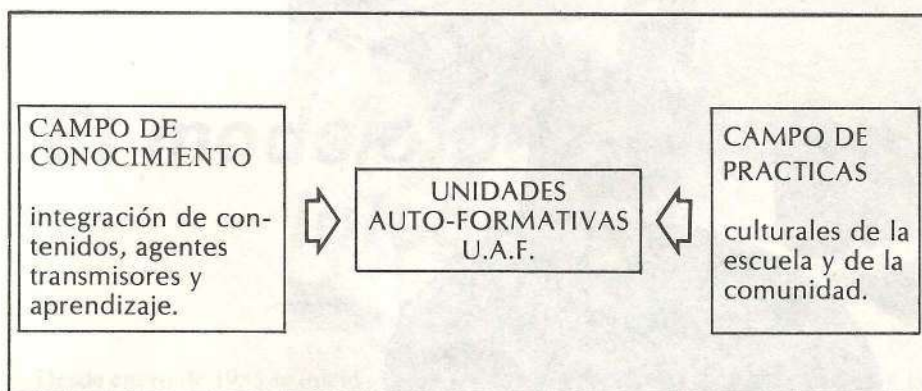 CAMPO DE
CONOCIMIENTO
integración de con-
tenidos, agentes
transmisores y
aprendizaje.
UNIDADES
AUTO-FORMATIVAS
U.A.F.
CAMPO DE
PRACTICAS
culturales de la
escuela y de la
comunidad.